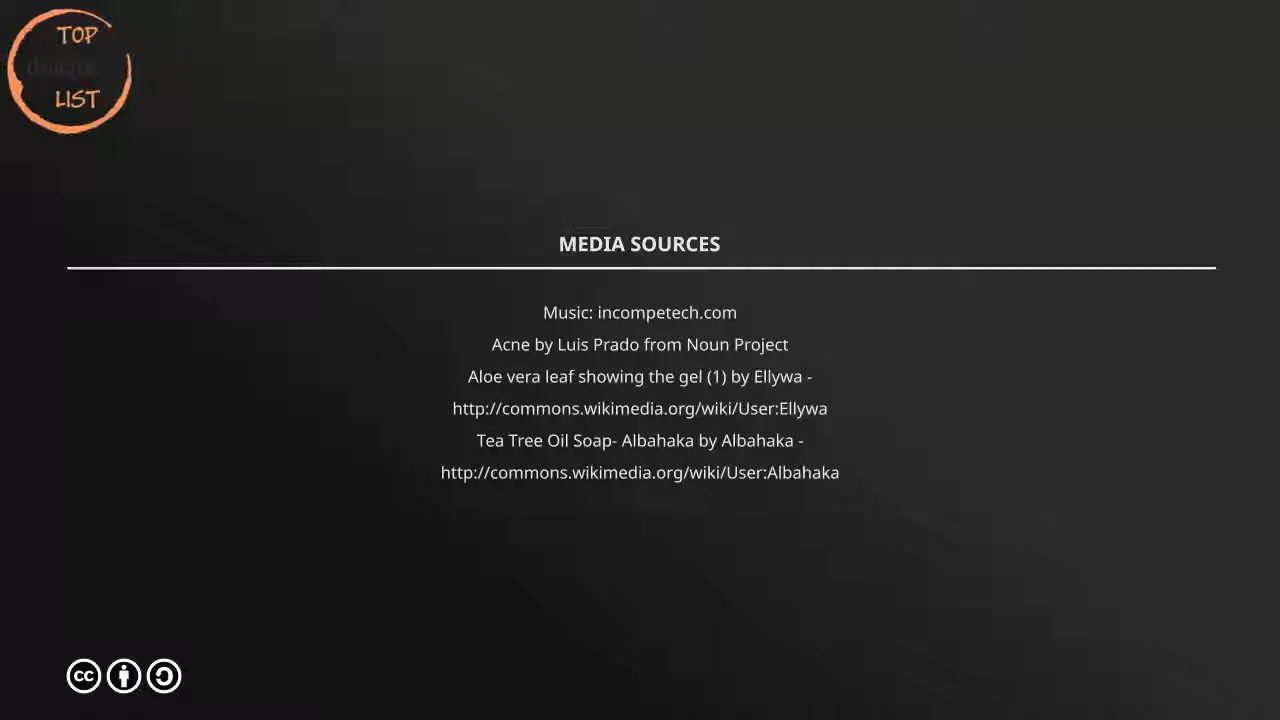 TOP
LIST
MEDIA SOURCES
Music: incompetech.com
Acne by Luis Prado from Noun Project
Aloe vera leaf showing the gel (1) by Ellywa -
http://commons.wikimedia.org/wiki/User:Ellywa
Tea Tree Oil Soap- Albahaka by Albahaka -
http://commons.wikimedia.org/wiki/User:Albahaka
cc